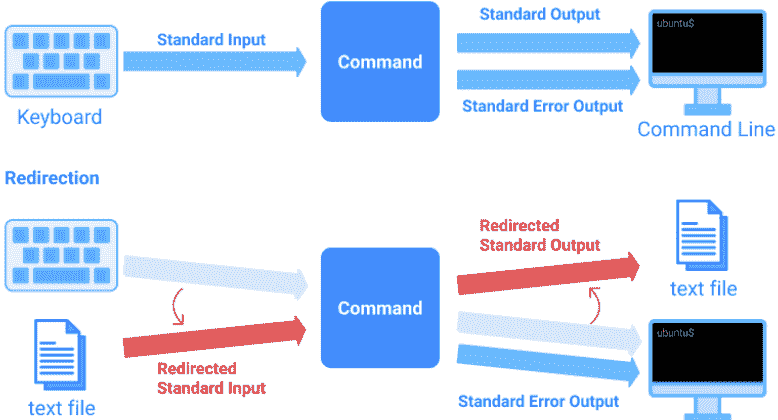 Standard Output
ubuntu$
Standard Input
Command
Standard Error Output
Keyboard
Command Line
Redirection
Redirected
Standard Output
Command
text file
ubuntu$
Redirected
Standard Input
Standard Error Output
text file